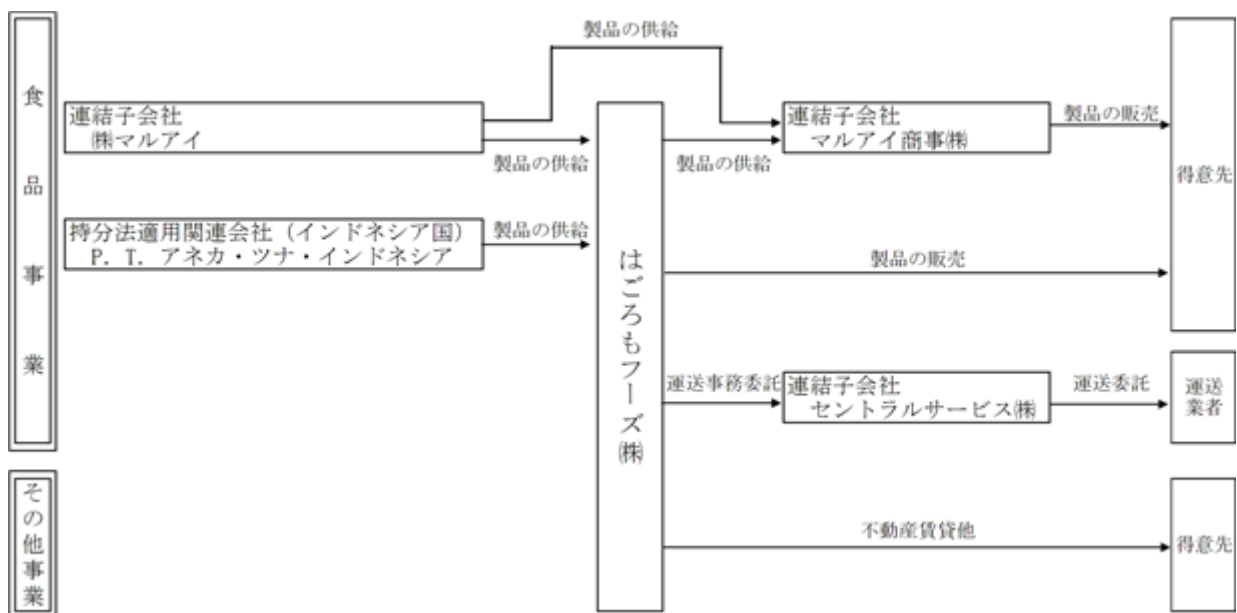 食品事業
製品の供給
連結子会社
㈱マルアイ
製品の供給
持分法適用関連会社（インドネシア国）
P．T．アネカ・ツナ・インドネシア
製品の供給
はごろもフーズ㈱
製品の供給
連結子会社
マルアイ商事㈱
製品の販売
得意先
製品の販売
運送事務委託
連結子会社
セントラルサービス㈱
運送委託
運送
業者
その他事業
不動産賃貸他
得意先